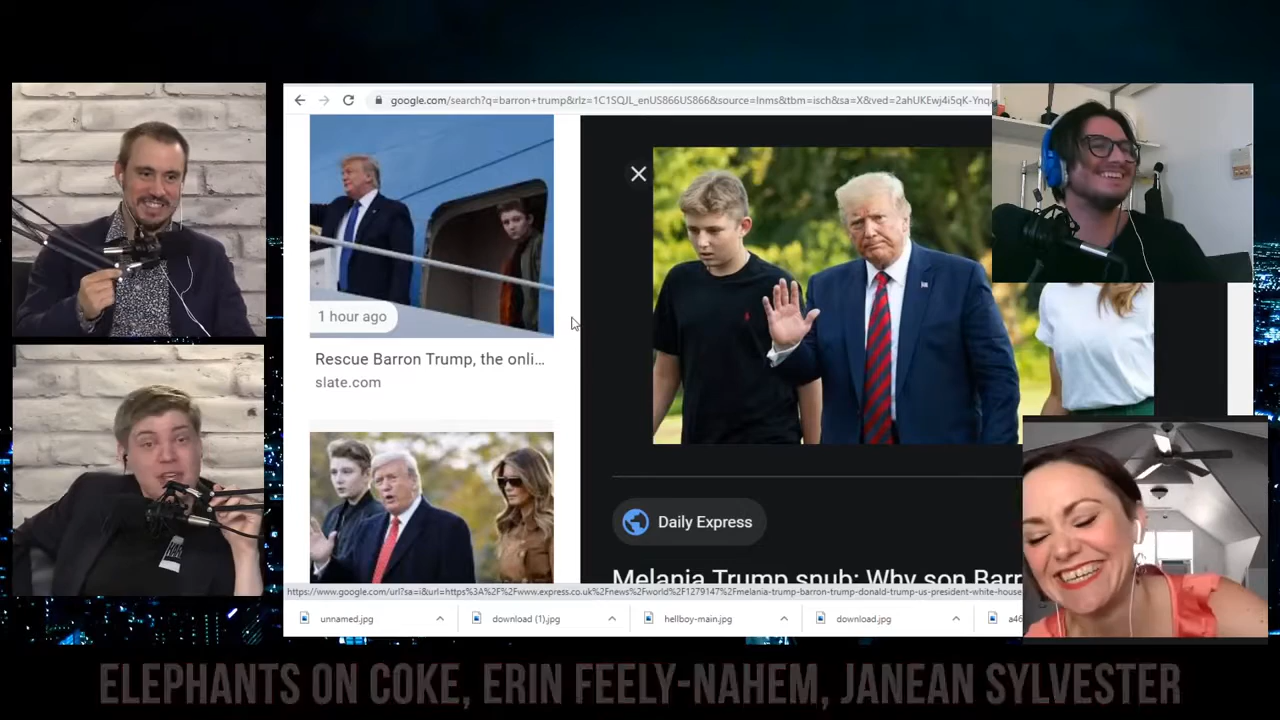 google.com/search?q=barron+trump&rlz=1C1SQJL_enUS866US866&source=lnms&tbm=isch&sa=X&ved=2ahUKEwj4i5qK-Ynq
1 hour ago
Rescue Barron Trump, the onli...
slate.com
Daily Express
Melania Trump snub: Why son Barr
https://www.google.com/url?sa=i&url=https%3A%2F%2Fwww.express.co.uk%2Fnews%2Fworld%2F1279147%2Fmelania-trump-barron-trump-donald-trump-us-president-white-house
unnamed.jpg
download (1).jpg
hellboy-main.jpg
download.jpg
a46
ELEPHANTS ON COKE, ERIN FEELY-NAHEM, JANEAN SYLVESTER